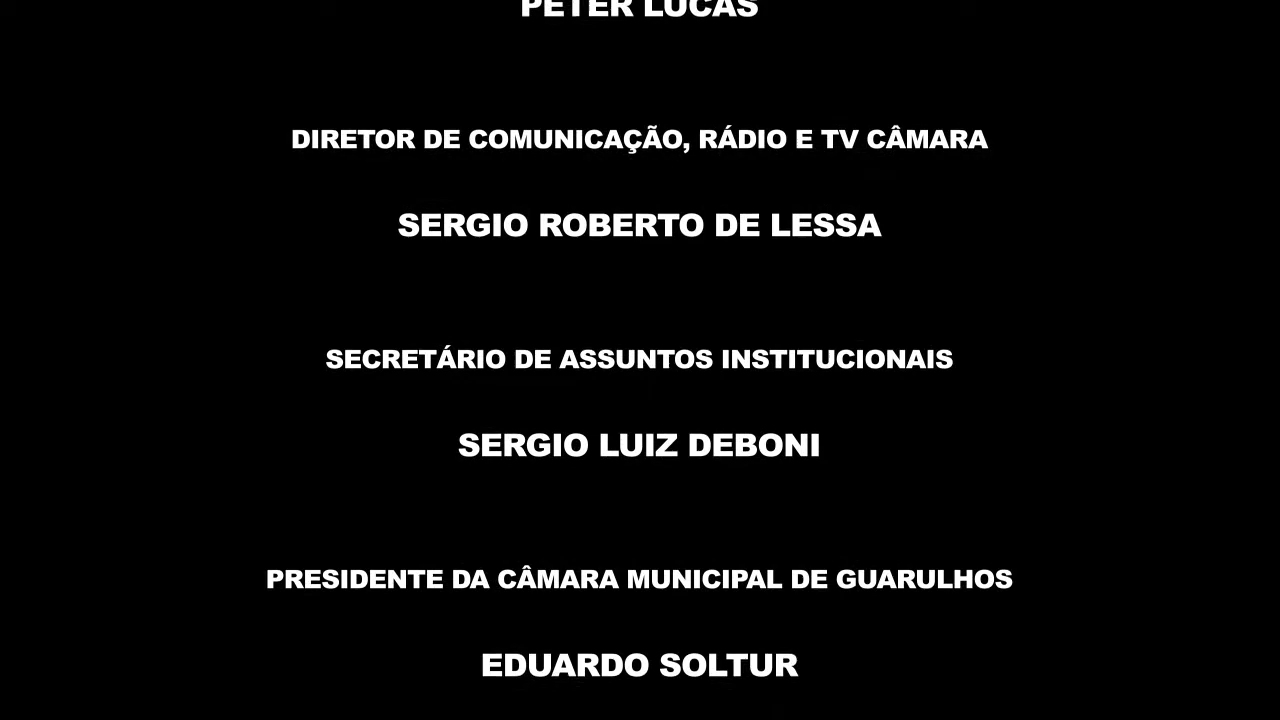 PETER LUCAS
DIRETOR DE COMUNICAÇÃO, RÁDIO E TV CÂMARA
SERGIO ROBERTO DE LESSA
SECRETÁRIO DE ASSUNTOS INSTITUCIONAIS
SERGIO LUIZ DEBONI
PRESIDENTE DA CÂMARA MUNICIPAL DE GUARULHOS
EDUARDO SOLTUR